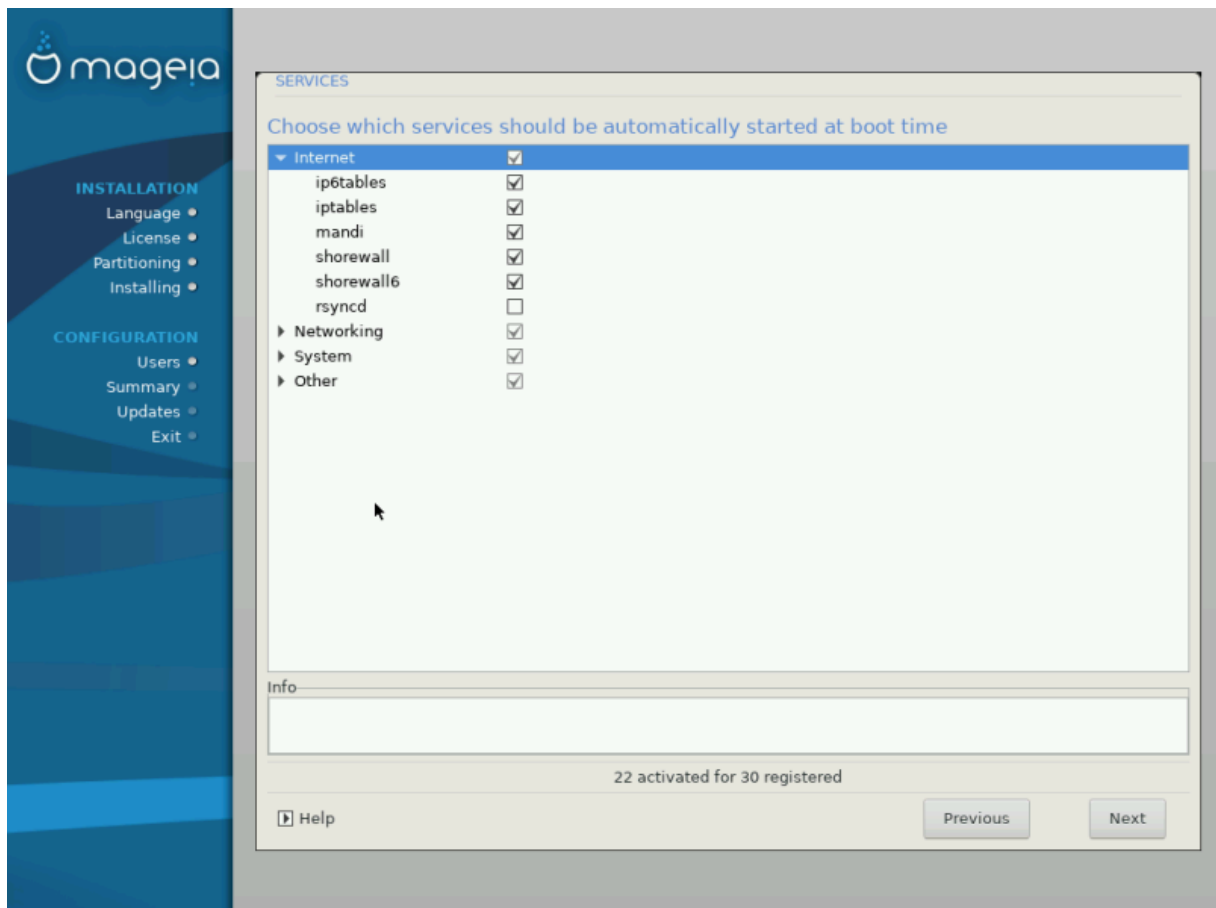 mageia
INSTALLATION
Language
License
Partitioning
Installing
CONFIGURATION
Users
Summary
Updates
Exit
SERVICES
Choose which services should be automatically started at boot time
Internet
ip6tables
iptables
mandi
shorewall
shorewall6
rsyncd
Networking
System
Other
Info
22 activated for 30 registered
Help
Previous
Next